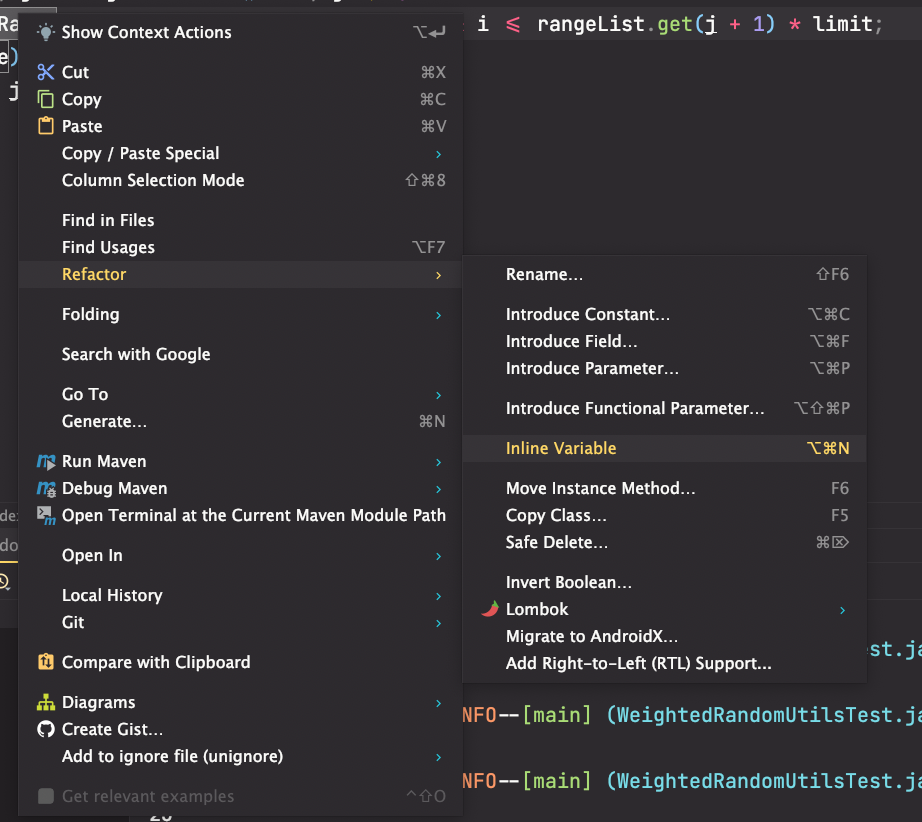 Ra
i <= rangeList.get(j + 1) * limit;
e)
j
Show Context Actions ⌥↩
Cut ⌘X
Copy ⌘C
Paste ⌘V
Copy / Paste Special ›
Column Selection Mode ⇧⌘8
Find in Files
Find Usages ⌥F7
Refactor ›
Folding ›
Search with Google
Go To ›
Generate... ⌘N
Run Maven ›
Debug Maven ›
Open Terminal at the Current Maven Module Path
Open In ›
Local History ›
Git ›
Compare with Clipboard
Diagrams ›
Create Gist...
Add to ignore file (unignore) ›
Get relevant examples ^⇧O
Rename... ⇧F6
Introduce Constant... ⌥⌘C
Introduce Field... ⌥⌘F
Introduce Parameter... ⌥⌘P
Introduce Functional Parameter... ⌥⇧⌘P
Inline Variable ⌥⌘N
Move Instance Method... F6
Copy Class... F5
Safe Delete... ⌘⌦
Invert Boolean...
Lombok ›
Migrate to AndroidX...
Add Right-to-Left (RTL) Support...
dex
do
st.ja
NFO--[main] (WeightedRandomUtilsTest.ja
NFO--[main] (WeightedRandomUtilsTest.ja